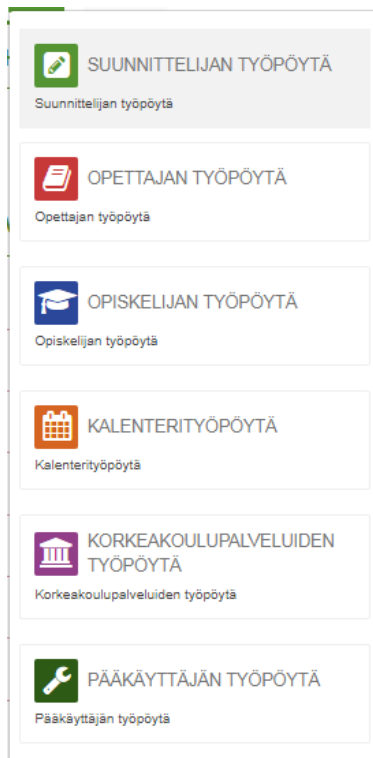 SUUNNITTELIJAN TYÖPÖYTÄ
Suunnittelijan työpöytä
OPETTAJAN TYÖPÖYTÄ
Opettajan työpöytä
OPISKELIJAN TYÖPÖYTÄ
Opiskelijan työpöytä
KALENTERITYÖPÖYTÄ
Kalenterityöpöytä
KORKEAKOULUPALVELUIDEN
TYÖPÖYTÄ
Korkeakoulupalveluiden työpöytä
PÄÄKÄYTTÄJÄN TYÖPÖYTÄ
Pääkäyttäjän työpöytä